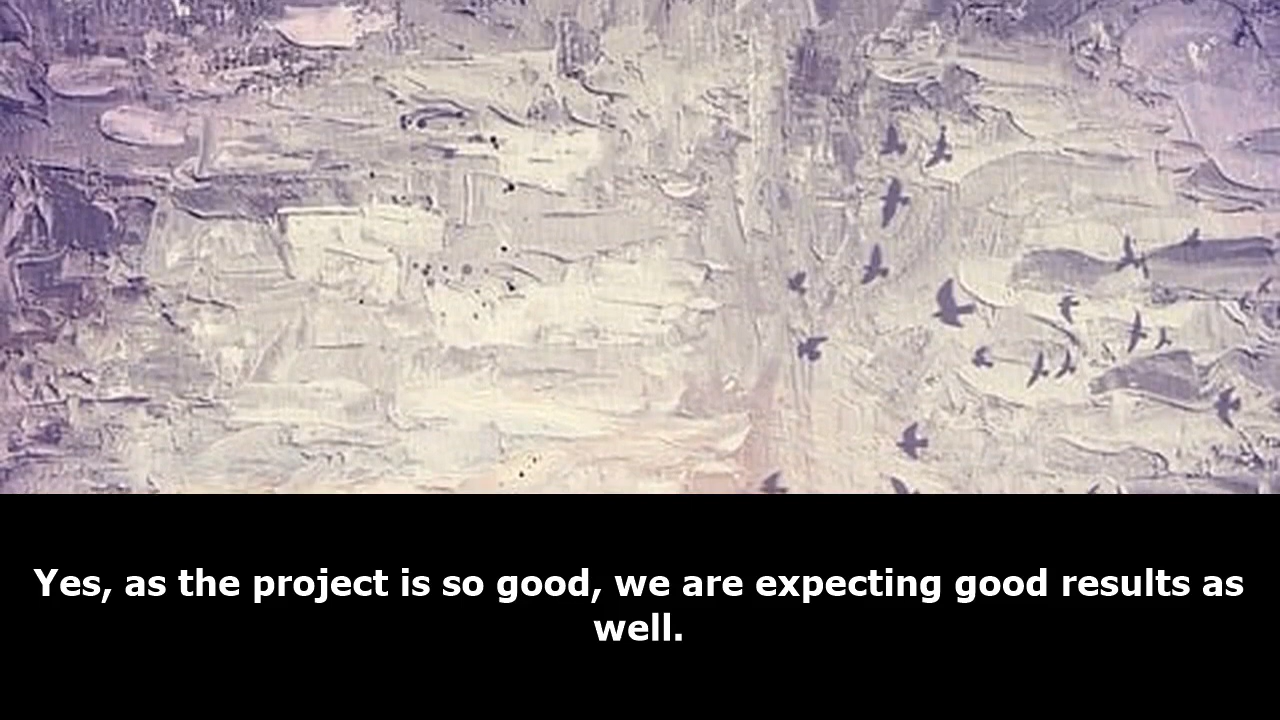 Yes, as the project is so good, we are expecting good results as
well.